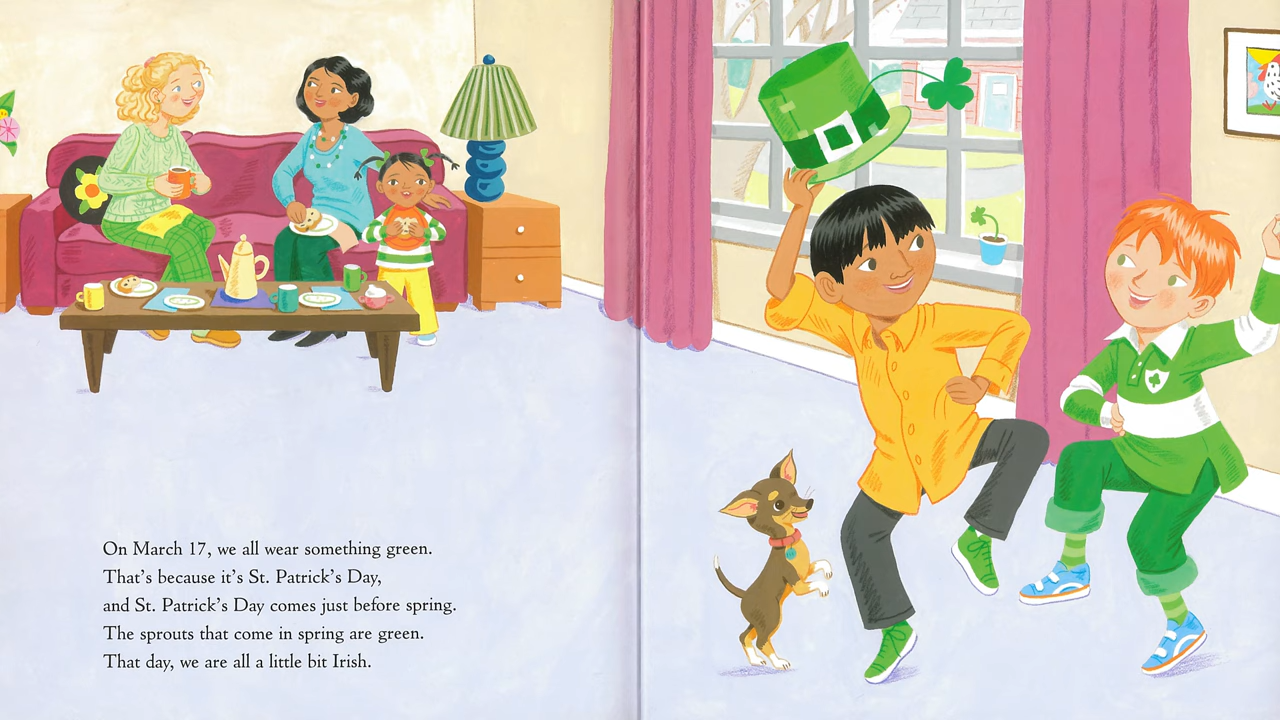 On March 17, we all wear something green.
That's because it's St. Patrick's Day,
and St. Patrick's Day comes just before spring.
The sprouts that come in spring are green.
That day, we are all a little bit Irish.